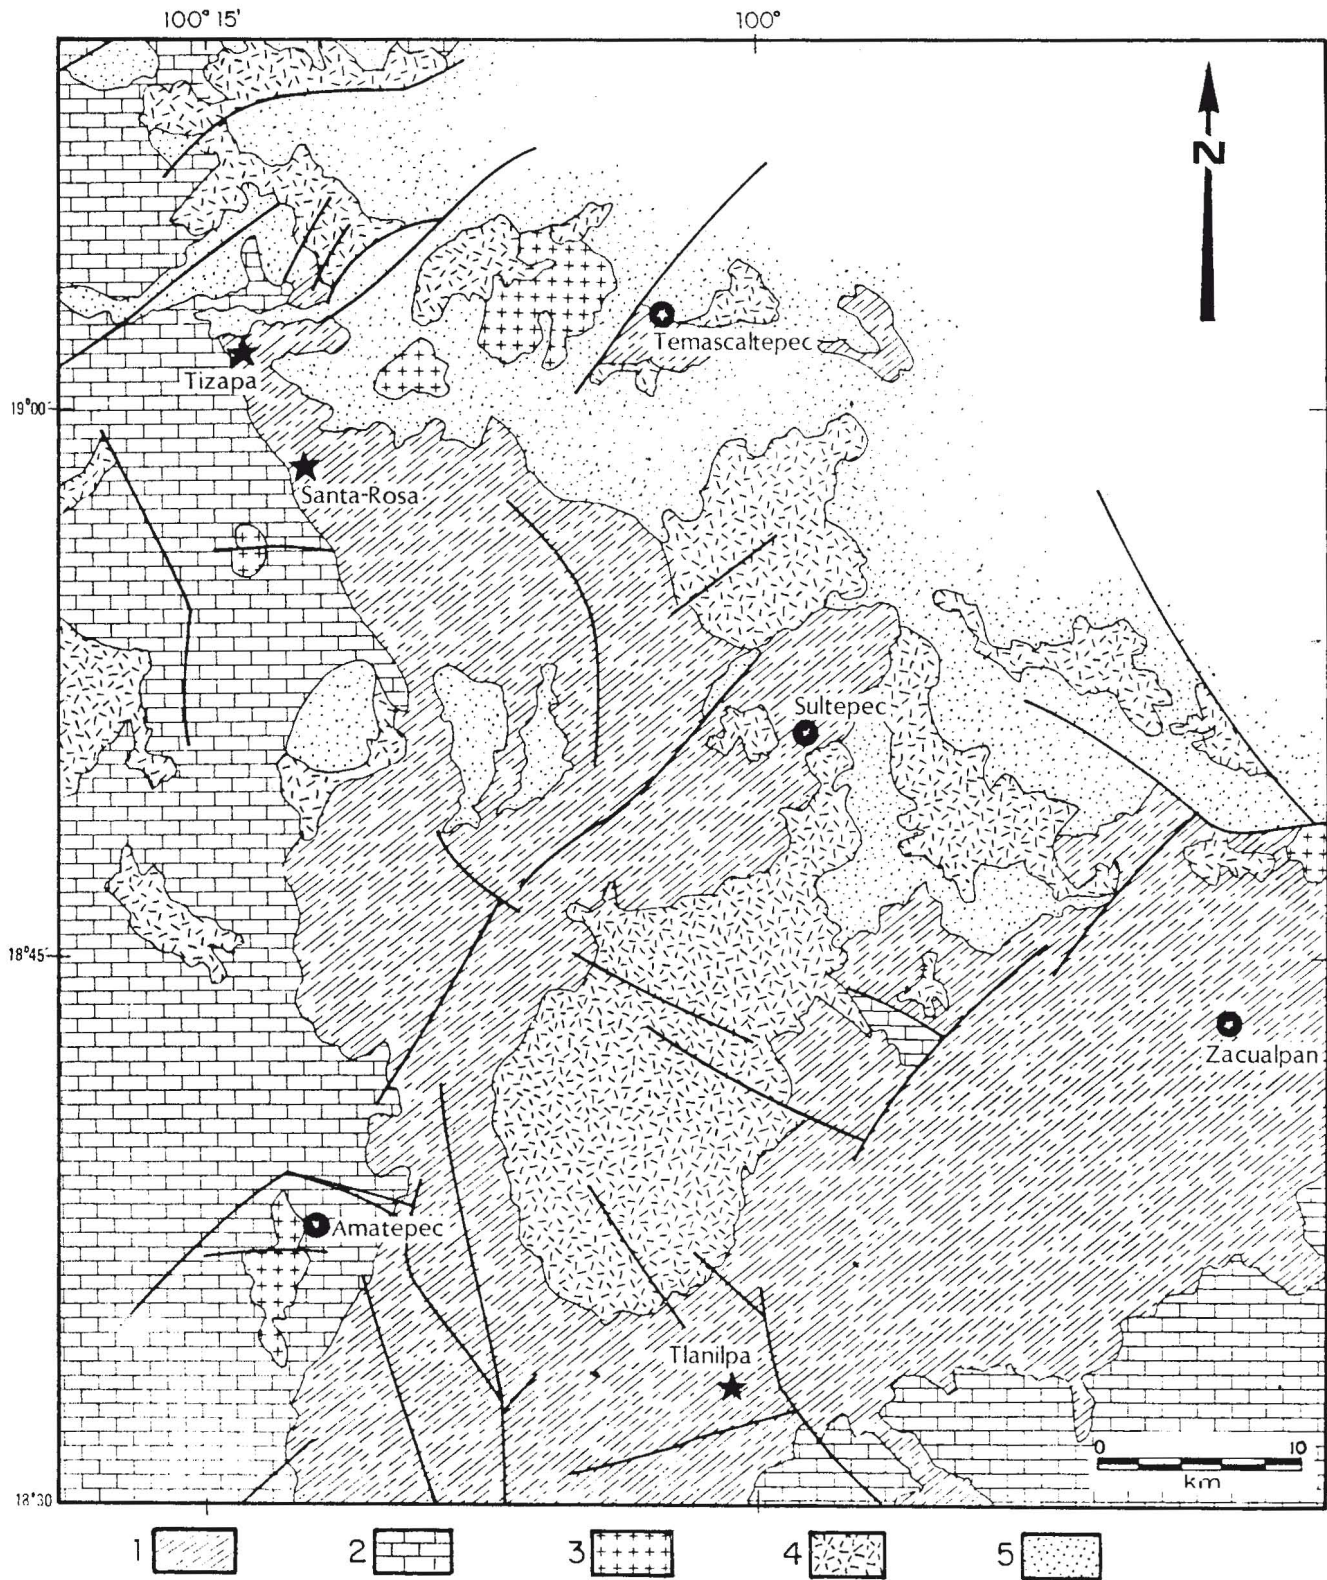 100° 15'
100°
N
Temascaltepec
Tizapa
19°00'
Santa-Rosa
Sultepec
18°45'
Zacualpan
Amatepec
Tlanilpa
0 10
km
18°30
1 2 3 4 5